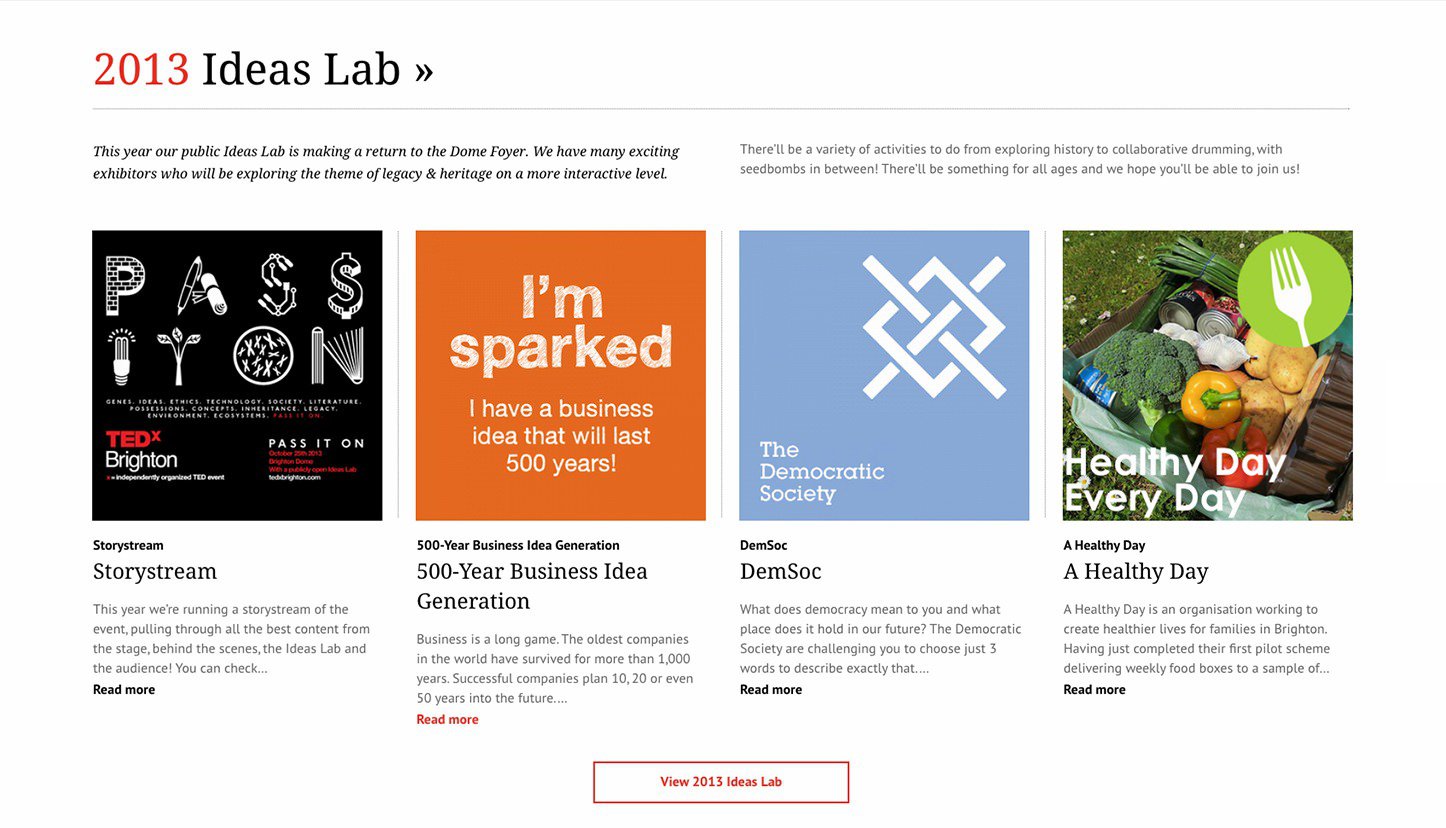 2013 Ideas Lab »
This year our public Ideas Lab is making a return to the Dome Foyer. We have many exciting
exhibitors who will be exploring the theme of legacy & heritage on a more interactive level.
There'll be a variety of activities to do from exploring history to collaborative drumming, with
seedbombs in between! There'll be something for all ages and we hope you'll be able to join us!
PASS
IT ON
GENES. IDEAS. ETHICS. TECHNOLOGY. SOCIETY. LITERATURE.
POSSESSIONS. CONCEPTS. INHERITANCE. LEGACY.
ENVIRONMENT. ECOSYSTEMS. PASS IT ON.
TEDx
Brighton
x = independently organized TED event
PASS IT ON
October 25th 2013
Brighton Dome
With a publicly open Ideas Lab
tedxbrighton.com
Storystream
Storystream
This year we're running a storystream of the
event, pulling through all the best content from
the stage, behind the scenes, the Ideas Lab and
the audience! You can check...
Read more
I'm
sparked
I have a business
idea that will last
500 years!
500-Year Business Idea Generation
500-Year Business Idea
Generation
Business is a long game. The oldest companies
in the world have survived for more than 1,000
years. Successful companies plan 10, 20 or even
50 years into the future....
Read more
The
Democratic
Society
DemSoc
DemSoc
What does democracy mean to you and what
place does it hold in our future? The Democratic
Society are challenging you to choose just 3
words to describe exactly that....
Read more
Healthy Day
Every Day
A Healthy Day
A Healthy Day
A Healthy Day is an organisation working to
create healthier lives for families in Brighton.
Having just completed their first pilot scheme
delivering weekly food boxes to a sample of...
Read more
View 2013 Ideas Lab